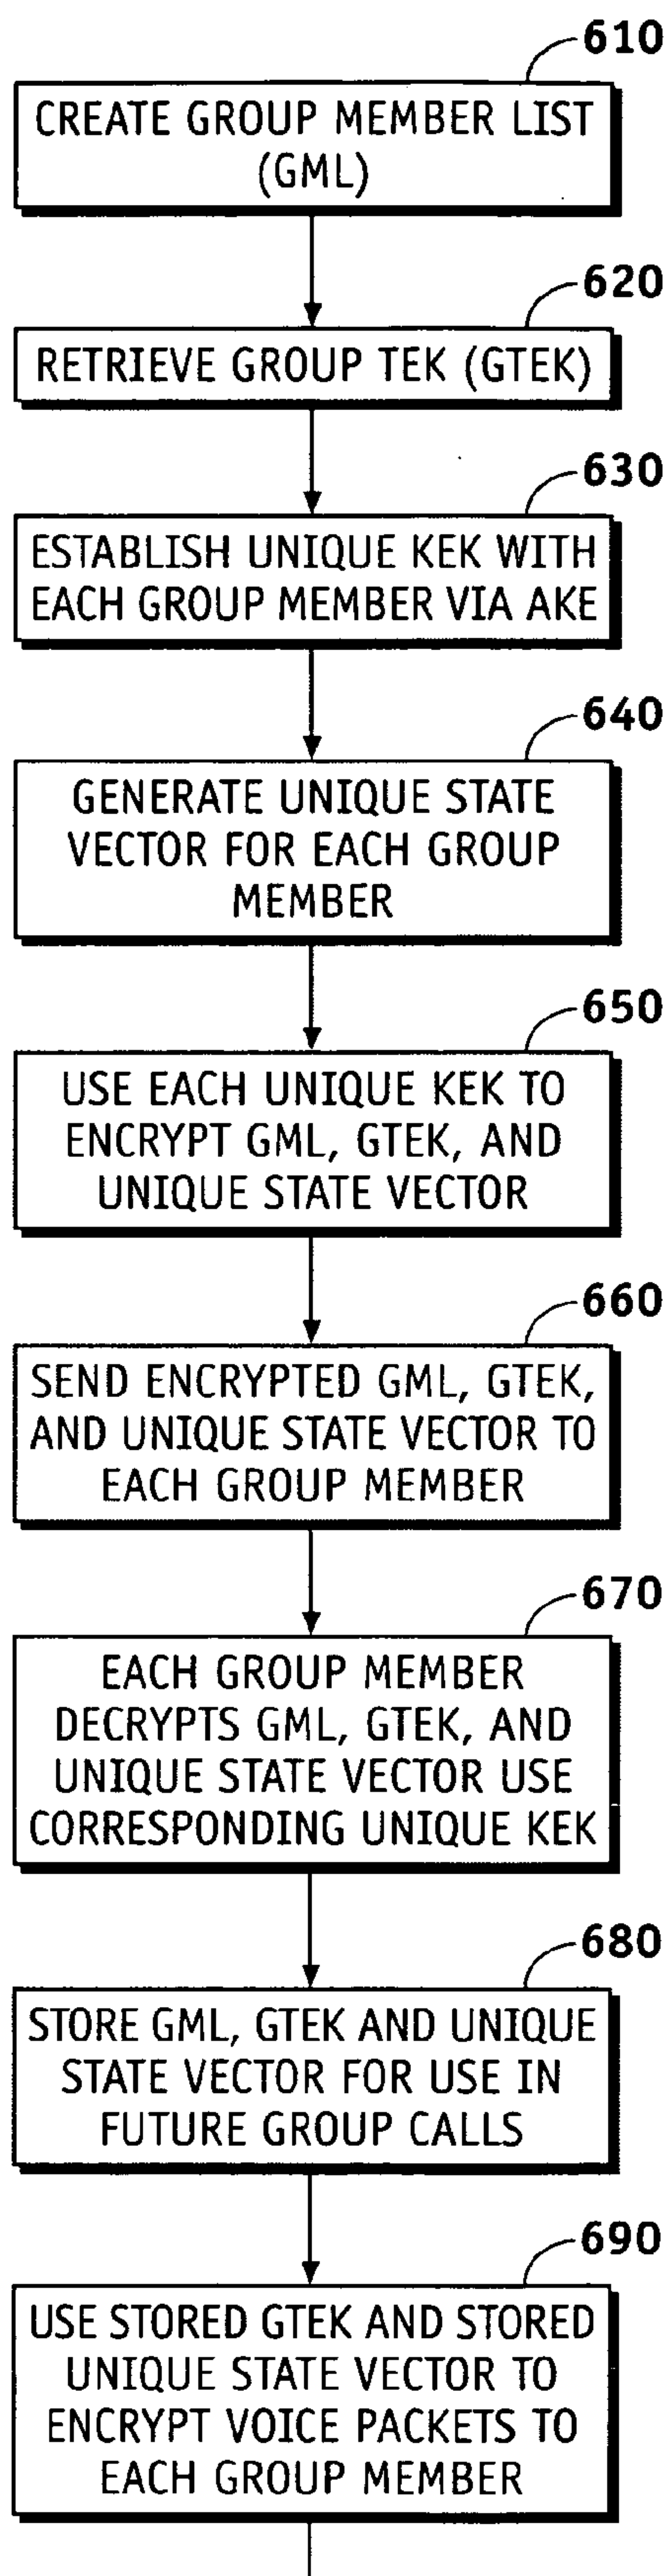 610
CREATE GROUP MEMBER LIST
(GML)
620
RETRIEVE GROUP TEK (GTEK)
630
ESTABLISH UNIQUE KEK WITH
EACH GROUP MEMBER VIA AKE
640
GENERATE UNIQUE STATE
VECTOR FOR EACH GROUP
MEMBER
650
USE EACH UNIQUE KEK TO
ENCRYPT GML, GTEK, AND
UNIQUE STATE VECTOR
660
SEND ENCRYPTED GML, GTEK,
AND UNIQUE STATE VECTOR TO
EACH GROUP MEMBER
670
EACH GROUP MEMBER
DECRYPTS GML, GTEK, AND
UNIQUE STATE VECTOR USE
CORRESPONDING UNIQUE KEK
680
STORE GML, GTEK AND UNIQUE
STATE VECTOR FOR USE IN
FUTURE GROUP CALLS
690
USE STORED GTEK AND STORED
UNIQUE STATE VECTOR TO
ENCRYPT VOICE PACKETS TO
EACH GROUP MEMBER